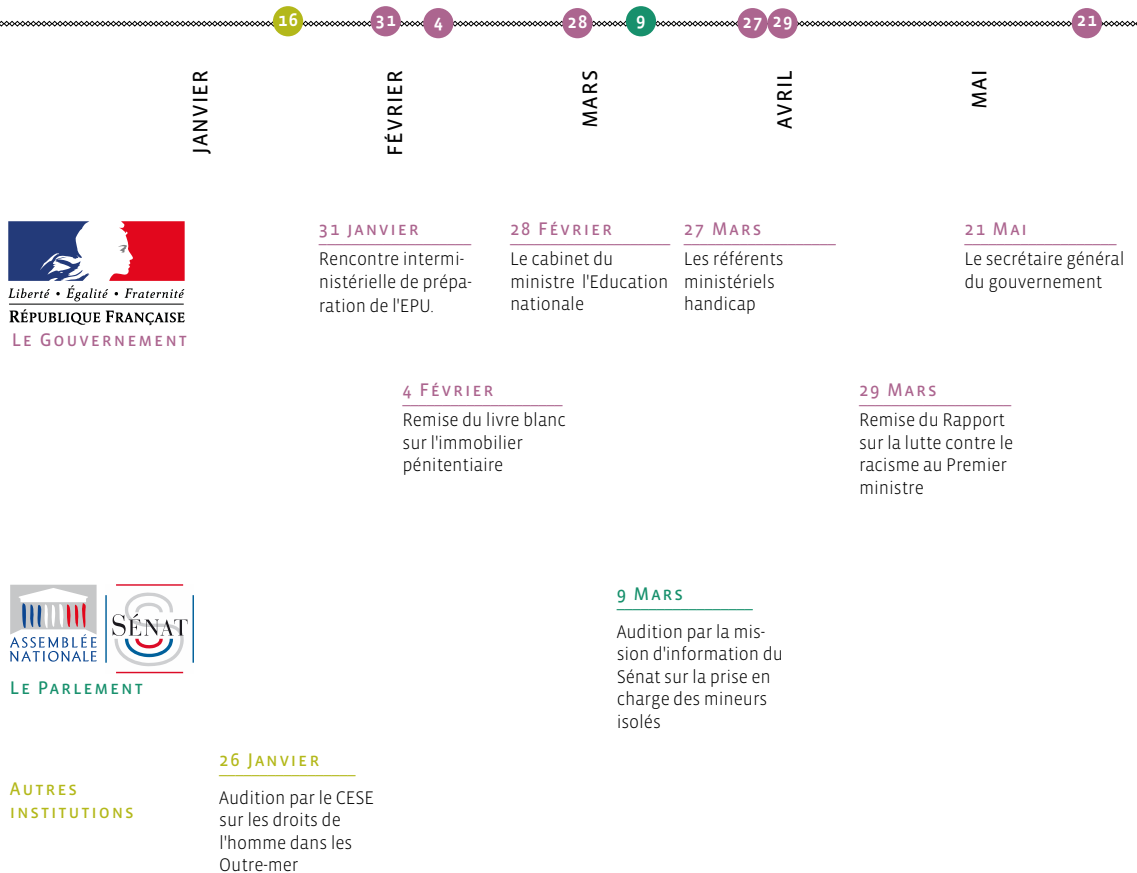 16 31 4 28 9 27 29 21
JANVIER
FÉVRIER
MARS
AVRIL
MAI
Liberté • Égalité • Fraternité
RÉPUBLIQUE FRANÇAISE
LE GOUVERNEMENT
31 JANVIER
Rencontre intermi-
nistérielle de prépa-
ration de l'EPU.
28 FÉVRIER
Le cabinet du
ministre l'Education
nationale
27 MARS
Les référents
ministériels
handicap
21 MAI
Le secrétaire général
du gouvernement
4 FÉVRIER
Remise du livre blanc
sur l'immobilier
pénitentiaire
29 MARS
Remise du Rapport
sur la lutte contre le
racisme au Premier
ministre
ASSEMBLÉE
NATIONALE
SÉNAT
LE PARLEMENT
9 MARS
Audition par la mis-
sion d'information du
Sénat sur la prise en
charge des mineurs
isolés
AUTRES
INSTITUTIONS
26 JANVIER
Audition par le CESE
sur les droits de
l'homme dans les
Outre-mer